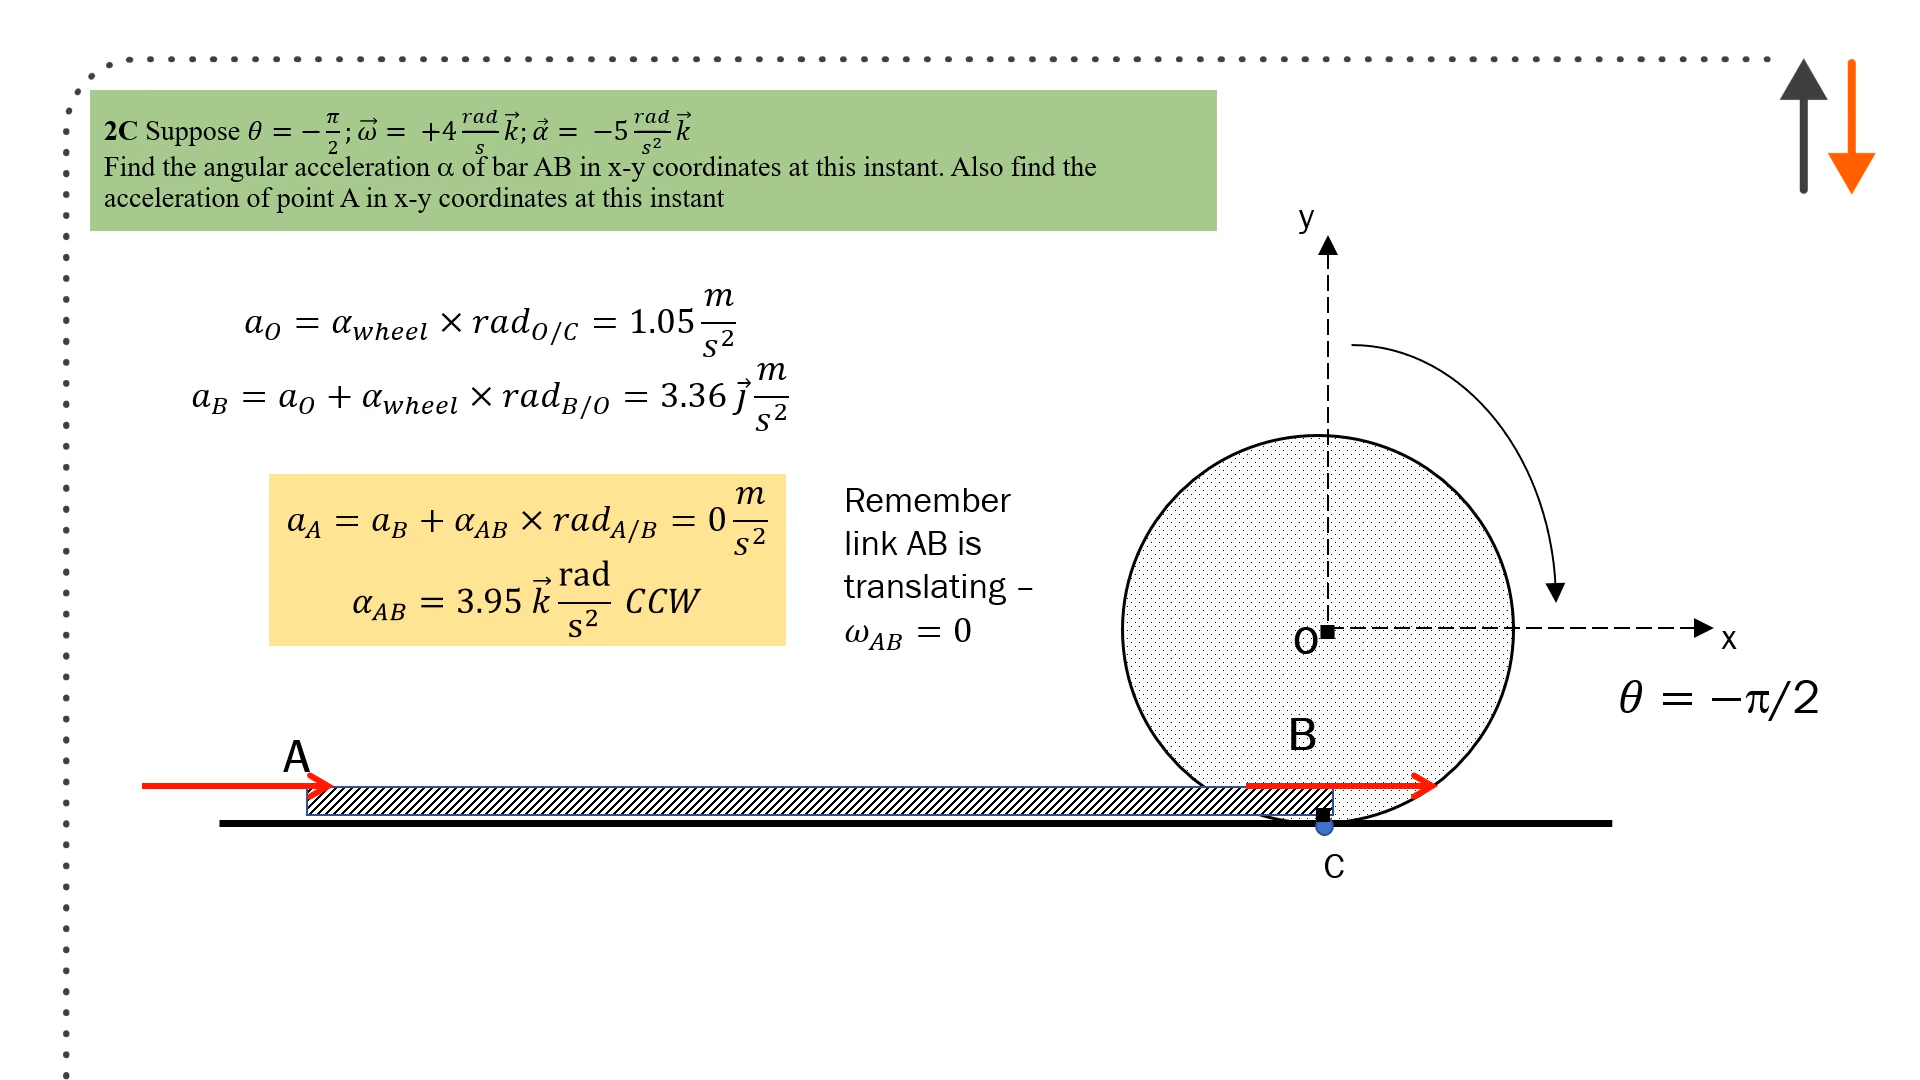 2C Suppose θ = −π/2; ω⃗ = +4 rad/s k⃗; α⃗ = −5 rad/s² k⃗
Find the angular acceleration α of bar AB in x-y coordinates at this instant. Also find the
acceleration of point A in x-y coordinates at this instant
a_O = α_wheel × rad_O/C = 1.05 m/s²
a_B = a_O + α_wheel × rad_B/O = 3.36 j⃗ m/s²
a_A = a_B + α_AB × rad_A/B = 0 m/s²
α_AB = 3.95 k⃗ rad/s² CCW
Remember
link AB is
translating –
ω_AB = 0
y
O
x
θ = −π/2
B
A
C